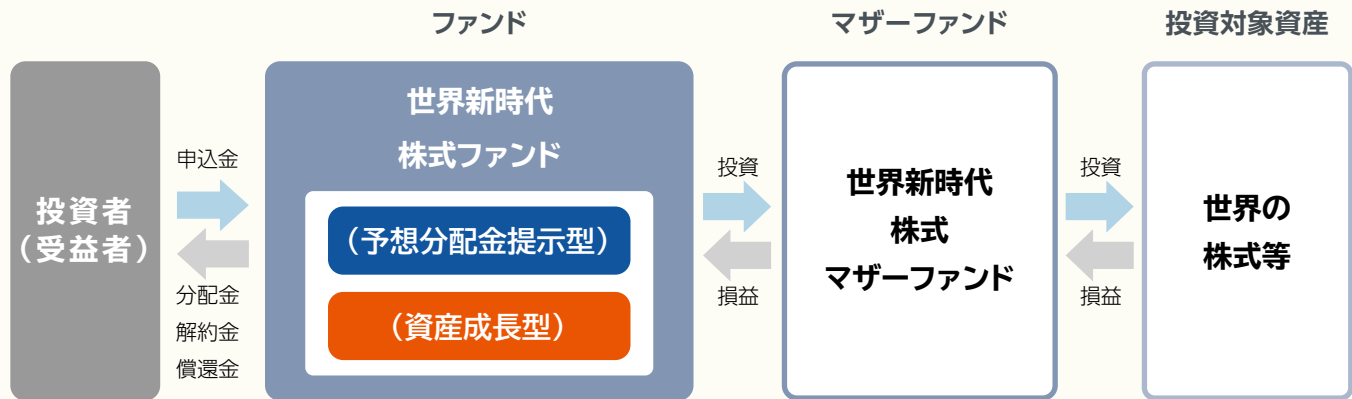 ファンド
マザーファンド
投資対象資産
投資者
（受益者）
申込金
分配金
解約金
償還金
世界新時代
株式ファンド
（予想分配金提示型）
（資産成長型）
投資
損益
世界新時代
株式
マザーファンド
投資
損益
世界の
株式等